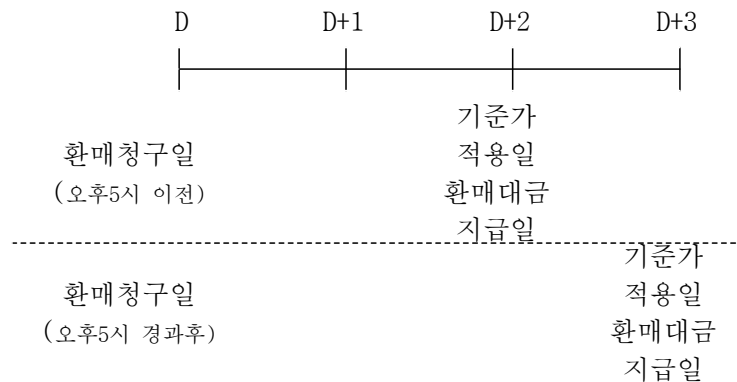 D D+1 D+2 D+3
기준가
환매청구일 적용일
(오후5시 이전) 환매대금
지급일
기준가
환매청구일 적용일
(오후5시 경과후) 환매대금
지급일